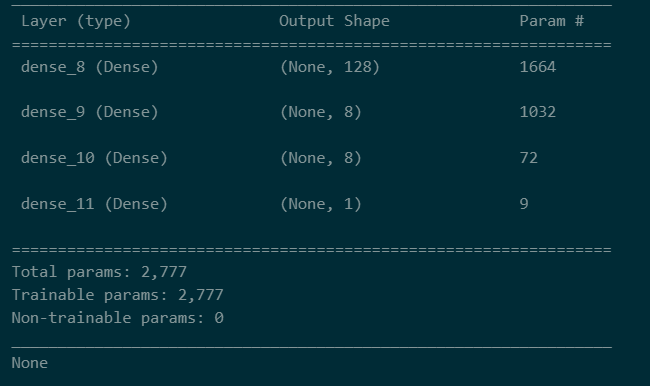 Layer (type) Output Shape Param #
=================================================================
dense_8 (Dense) (None, 128) 1664
dense_9 (Dense) (None, 8) 1032
dense_10 (Dense) (None, 8) 72
dense_11 (Dense) (None, 1) 9
=================================================================
Total params: 2,777
Trainable params: 2,777
Non-trainable params: 0
_________________________________________________________________
None